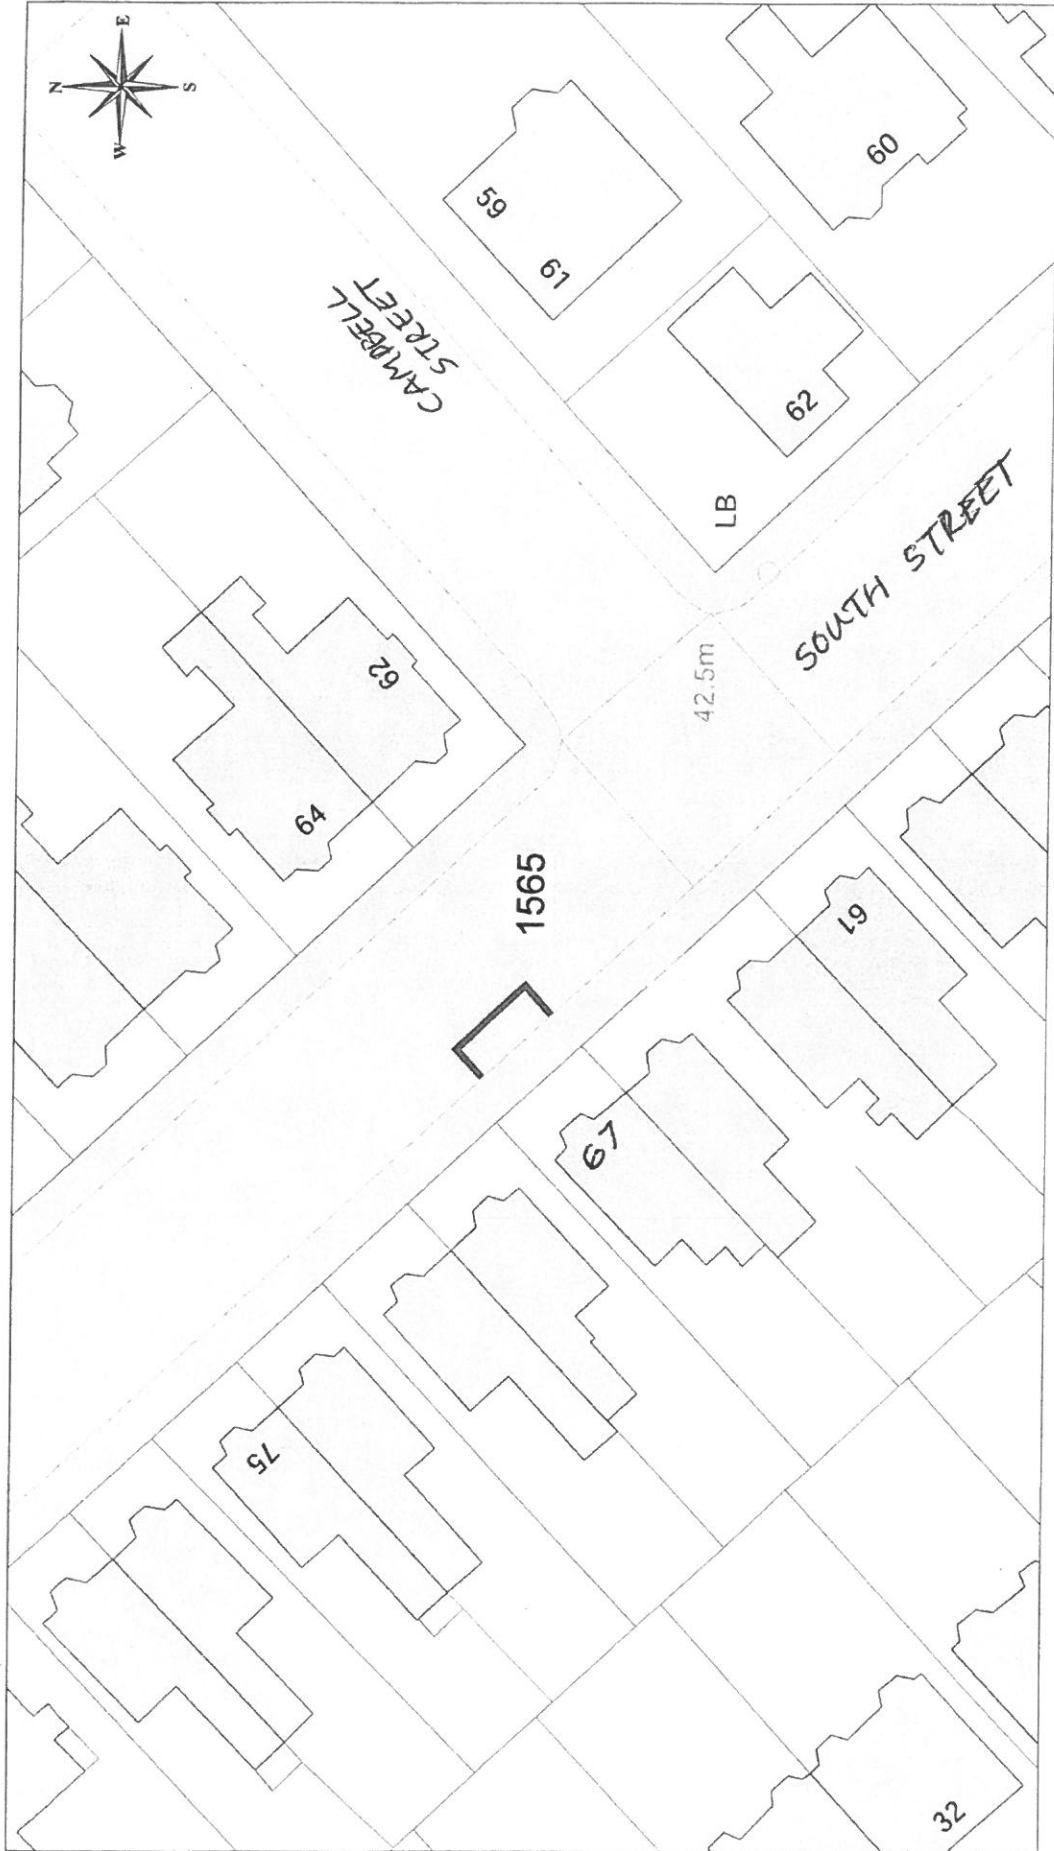 N
W
E
S
CAMPBELL
STREET
59
61
60
62
LB
62
64
42.5m
SOUTH STREET
1565
61
67
75
32